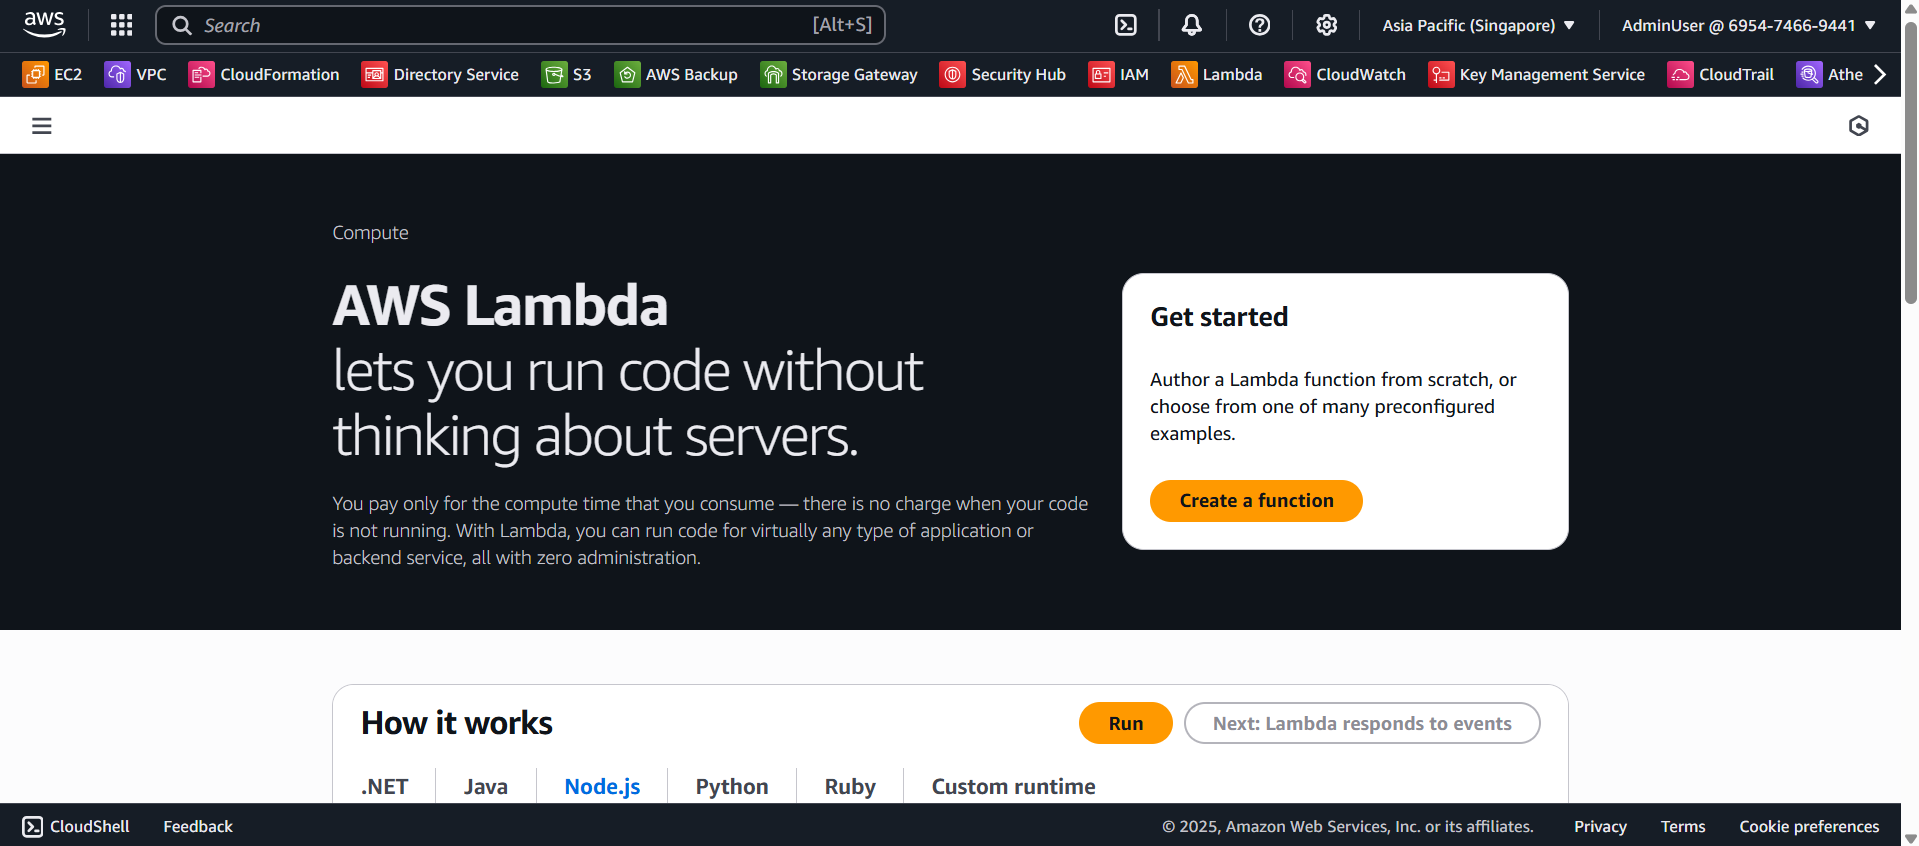 aws Search [Alt+S] Asia Pacific (Singapore) AdminUser @ 6954-7466-9441
EC2 VPC CloudFormation Directory Service S3 AWS Backup Storage Gateway Security Hub IAM Lambda CloudWatch Key Management Service CloudTrail Athe
Compute
AWS Lambda
lets you run code without
thinking about servers.
You pay only for the compute time that you consume — there is no charge when your code
is not running. With Lambda, you can run code for virtually any type of application or
backend service, all with zero administration.
Get started
Author a Lambda function from scratch, or
choose from one of many preconfigured
examples.
Create a function
How it works
Run Next: Lambda responds to events
.NET Java Node.js Python Ruby Custom runtime
CloudShell Feedback © 2025, Amazon Web Services, Inc. or its affiliates. Privacy Terms Cookie preferences